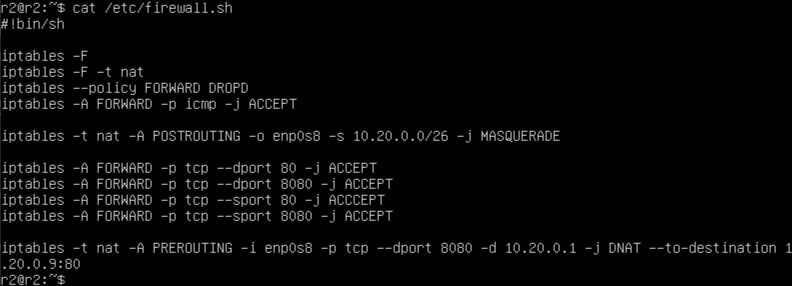 r2@r2:~$ cat /etc/firewall.sh
#!bin/sh
iptables -F
iptables -F -t nat
iptables --policy FORWARD DROPD
iptables -A FORWARD -p icmp -j ACCEPT
iptables -t nat -A POSTROUTING -o enp0s8 -s 10.20.0.0/26 -j MASQUERADE
iptables -A FORWARD -p tcp --dport 80 -j ACCEPT
iptables -A FORWARD -p tcp --dport 8080 -j ACCEPT
iptables -A FORWARD -p tcp --sport 80 -j ACCCEPT
iptables -A FORWARD -p tcp --sport 8080 -j ACCEPT
iptables -t nat -A PREROUTING -i enp0s8 -p tcp --dport 8080 -d 10.20.0.1 -j DNAT --to-destination 1
.20.0.9:80
r2@r2:~$